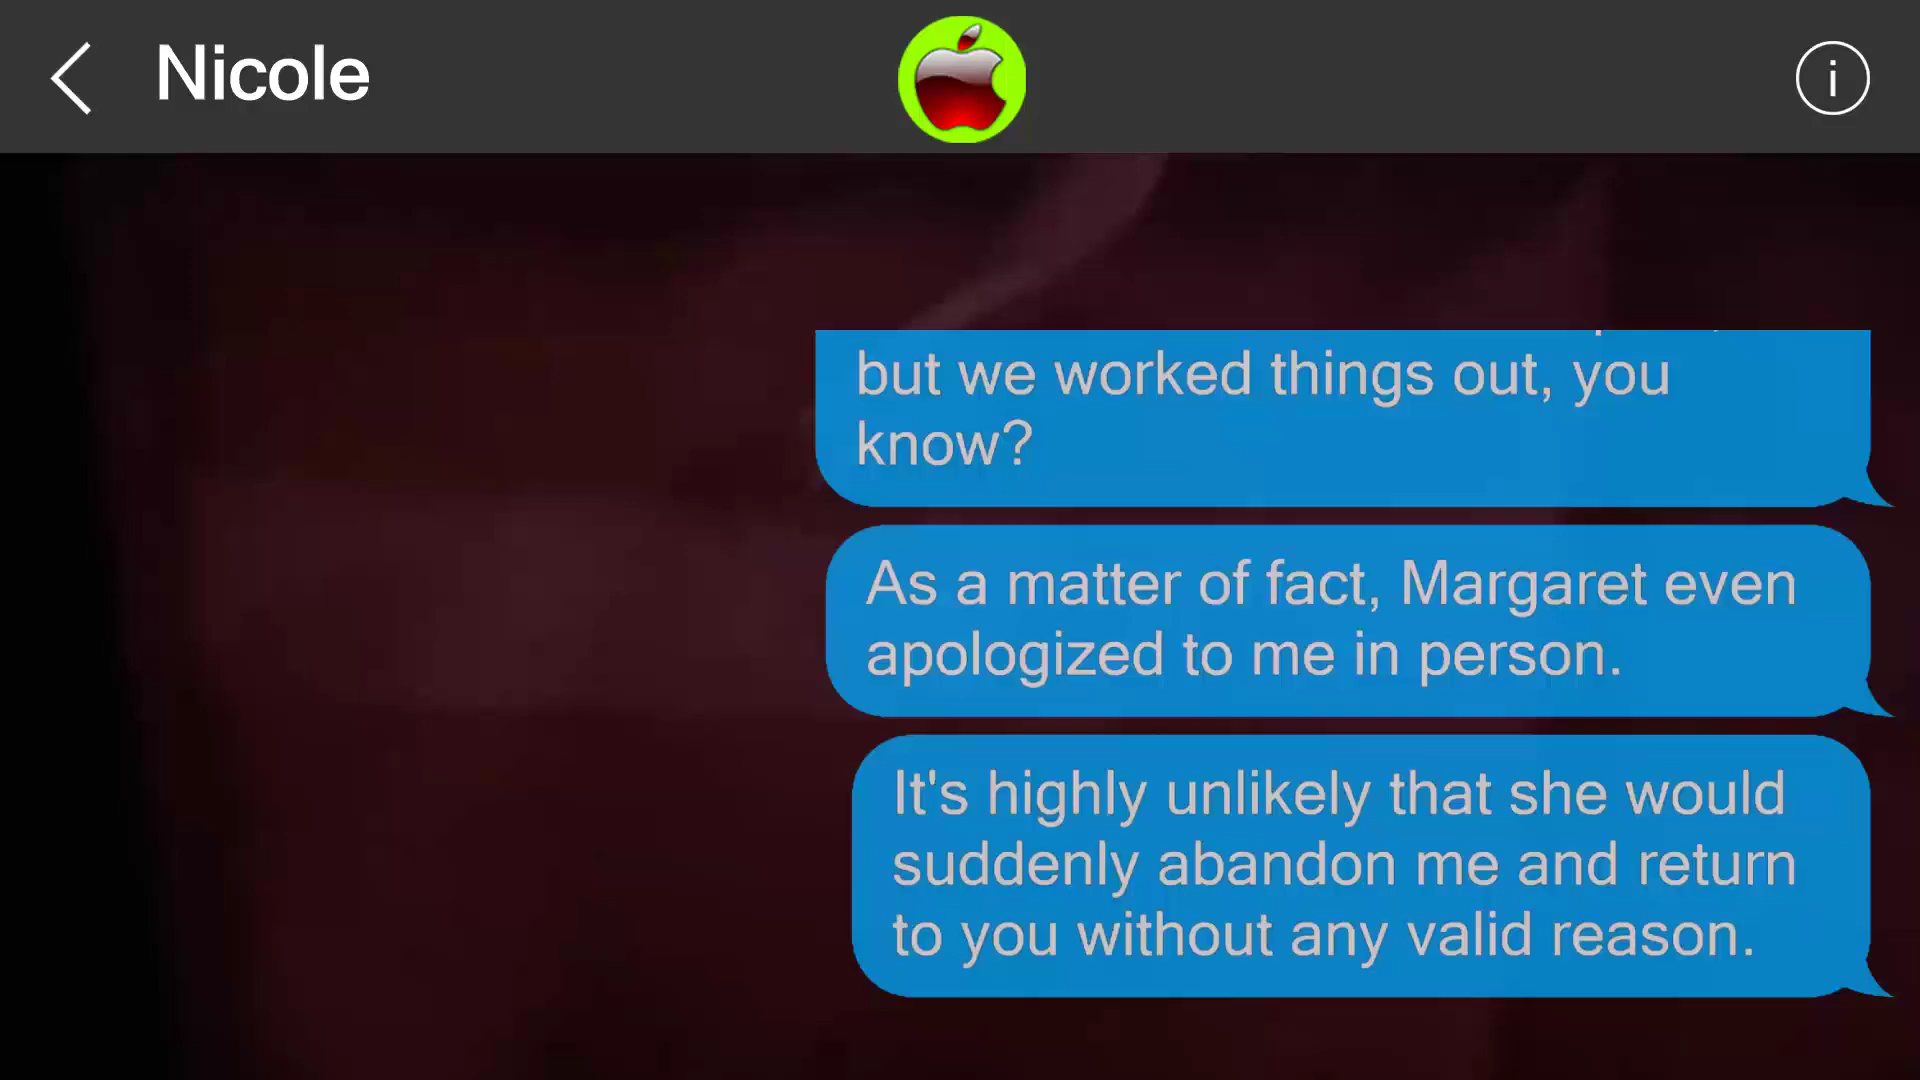 Nicole
but we worked things out, you
know?
As a matter of fact, Margaret even
apologized to me in person.
It's highly unlikely that she would
suddenly abandon me and return
to you without any valid reason.